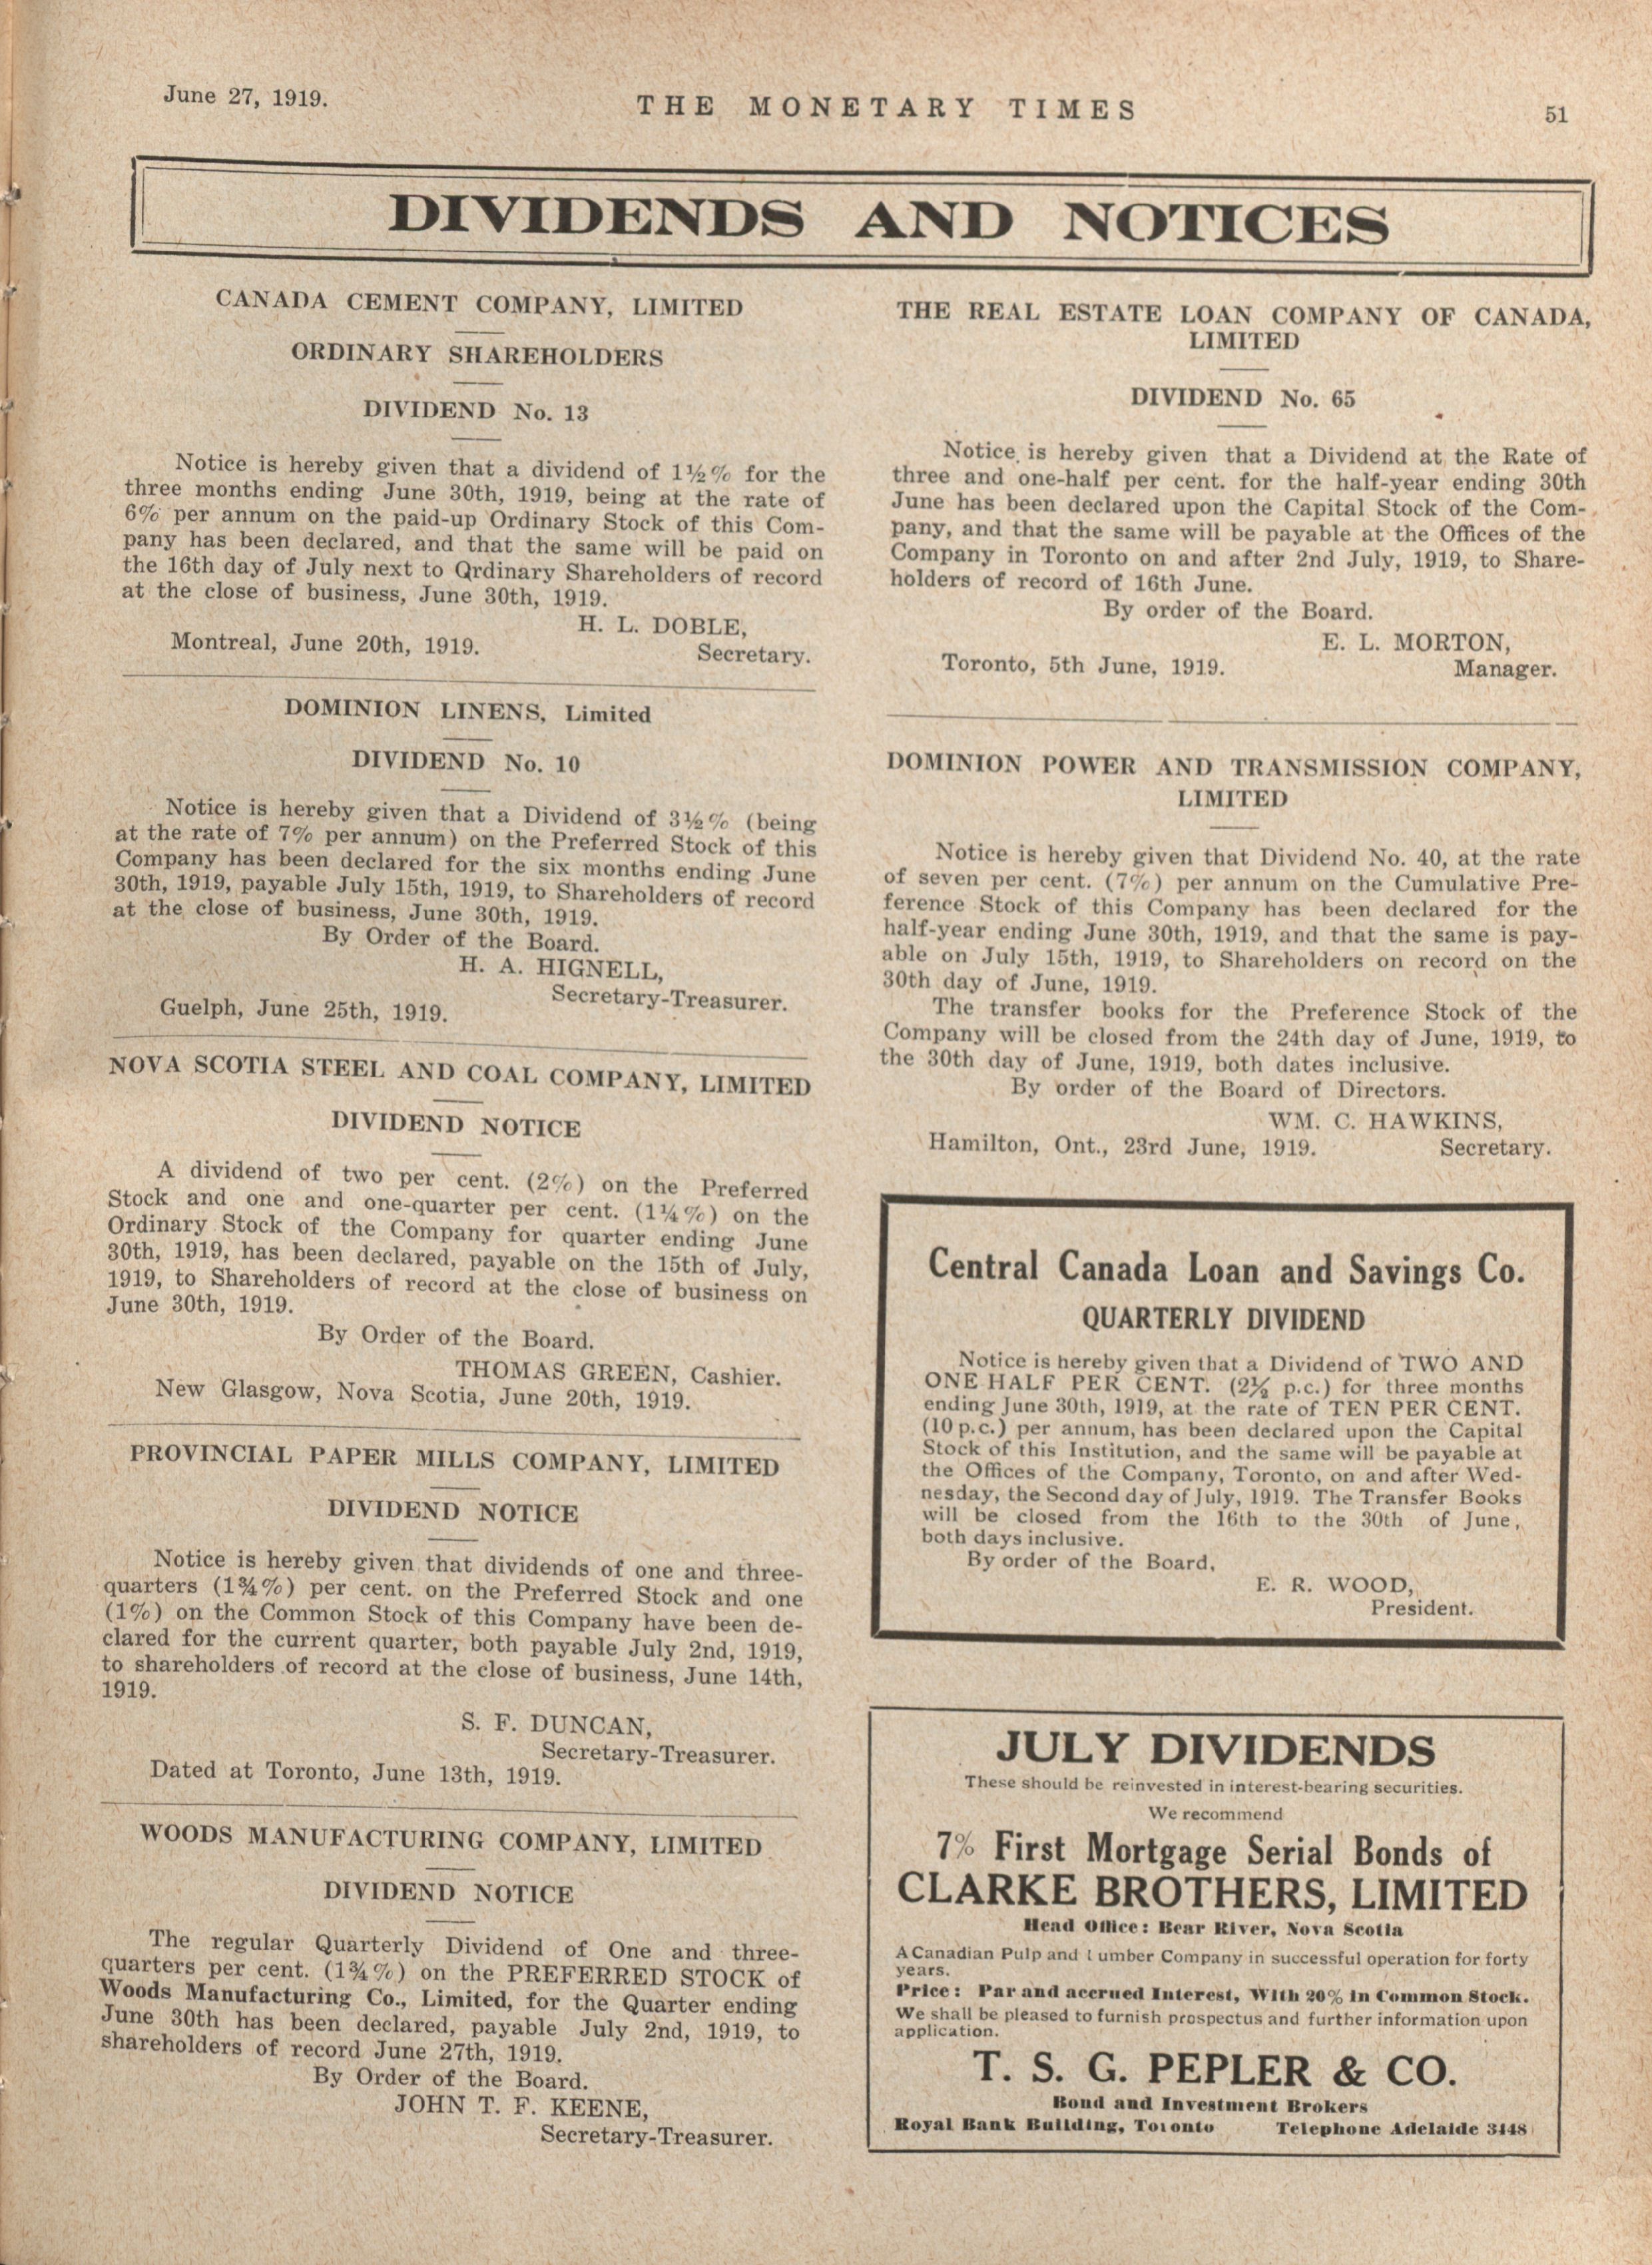 June 27, 1919.
THE MONETARY TIMES
51
DIVIDENDS AND NOTICES
CANADA CEMENT COMPANY, LIMITED
ORDINARY SHAREHOLDERS
DIVIDEND No. 13
Notice is hereby given that a dividend of 1½% for the
three months ending June 30th, 1919, being at the rate of
6% per annum on the paid-up Ordinary Stock of this Com-
pany has been declared, and that the same will be paid on
the 16th day of July next to Qrdinary Shareholders of record
at the close of business, June 30th, 1919.
H. L. DOBLE,
Montreal, June 20th, 1919.
Secretary.
DOMINION LINENS, Limited
DIVIDEND No. 10
Notice is hereby given that a Dividend of 3½% (being
at the rate of 7% per annum) on the Preferred Stock of this
Company has been declared for the six months ending June
30th, 1919, payable July 15th, 1919, to Shareholders of record
at the close of business, June 30th, 1919.
By Order of the Board.
H. A. HIGNELL,
Secretary-Treasurer.
Guelph, June 25th, 1919.
NOVA SCOTIA STEEL AND COAL COMPANY, LIMITED
DIVIDEND NOTICE
A dividend of two per cent. (2%) on the Preferred
Stock and one and one-quarter per cent. (1¼%) on the
Ordinary Stock of the Company for quarter ending June
30th, 1919, has been declared, payable on the 15th of July,
1919, to Shareholders of record at the close of business on
June 30th, 1919.
By Order of the Board.
THOMAS GREEN, Cashier.
New Glasgow, Nova Scotia, June 20th, 1919.
PROVINCIAL PAPER MILLS COMPANY, LIMITED
DIVIDEND NOTICE
Notice is hereby given that dividends of one and three-
quarters (1¾%) per cent. on the Preferred Stock and one
(1%) on the Common Stock of this Company have been de-
clared for the current quarter, both payable July 2nd, 1919,
to shareholders of record at the close of business, June 14th,
1919.
S. F. DUNCAN,
Secretary-Treasurer.
Dated at Toronto, June 13th, 1919.
WOODS MANUFACTURING COMPANY, LIMITED
DIVIDEND NOTICE
The regular Quarterly Dividend of One and three-
quarters per cent. (1¾%) on the PREFERRED STOCK of
Woods Manufacturing Co., Limited, for the Quarter ending
June 30th has been declared, payable July 2nd, 1919, to
shareholders of record June 27th, 1919.
By Order of the Board.
JOHN T. F. KEENE,
Secretary-Treasurer.
THE REAL ESTATE LOAN COMPANY OF CANADA,
LIMITED
DIVIDEND No. 65
Notice is hereby given that a Dividend at the Rate of
three and one-half per cent. for the half-year ending 30th
June has been declared upon the Capital Stock of the Com-
pany, and that the same will be payable at the Offices of the
Company in Toronto on and after 2nd July, 1919, to Share-
holders of record of 16th June.
By order of the Board.
E. L. MORTON,
Toronto, 5th June, 1919.
Manager.
DOMINION POWER AND TRANSMISSION COMPANY,
LIMITED
Notice is hereby given that Dividend No. 40, at the rate
of seven per cent. (7%) per annum on the Cumulative Pre-
ference Stock of this Company has been declared for the
half-year ending June 30th, 1919, and that the same is pay-
able on July 15th, 1919, to Shareholders on record on the
30th day of June, 1919.
The transfer books for the Preference Stock of the
Company will be closed from the 24th day of June, 1919, to
the 30th day of June, 1919, both dates inclusive.
By order of the Board of Directors.
WM. C. HAWKINS,
Hamilton, Ont., 23rd June, 1919.
Secretary.
Central Canada Loan and Savings Co.
QUARTERLY DIVIDEND
Notice is hereby given that a Dividend of TWO AND
ONE HALF PER CENT. (2½ p.c.) for three months
ending June 30th, 1919, at the rate of TEN PER CENT.
(10 p.c.) per annum, has been declared upon the Capital
Stock of this Institution, and the same will be payable at
the Offices of the Company, Toronto, on and after Wed-
nesday, the Second day of July, 1919. The Transfer Books
will be closed from the 16th to the 30th of June,
both days inclusive.
By order of the Board,
E. R. WOOD,
President.
JULY DIVIDENDS
These should be reinvested in interest-bearing securities.
We recommend
7% First Mortgage Serial Bonds of
CLARKE BROTHERS, LIMITED
Head Office: Bear River, Nova Scotia
A Canadian Pulp and Lumber Company in successful operation for forty
years.
Price: Par and accrued Interest, With 20% in Common Stock.
We shall be pleased to furnish prospectus and further information upon
application.
T. S. G. PEPLER & CO.
Bond and Investment Brokers
Royal Bank Building, Toronto Telephone Adelaide 3448